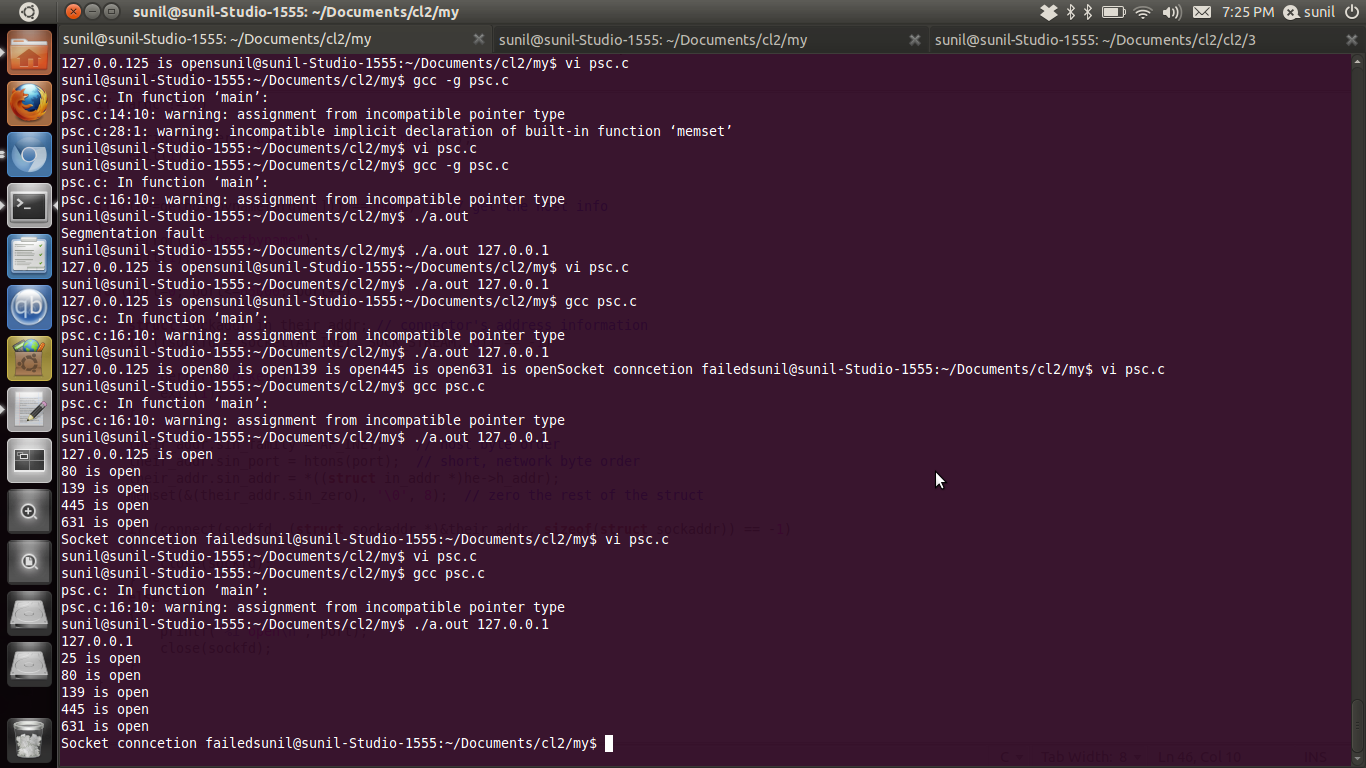 sunil@sunil-Studio-1555: ~/Documents/cl2/my
7:25 PM
sunil
sunil@sunil-Studio-1555: ~/Documents/cl2/my
sunil@sunil-Studio-1555: ~/Documents/cl2/my
sunil@sunil-Studio-1555: ~/Documents/cl2/cl2/3
127.0.0.125 is opensunil@sunil-Studio-1555:~/Documents/cl2/my$ vi psc.c
sunil@sunil-Studio-1555:~/Documents/cl2/my$ gcc -g psc.c
psc.c: In function ‘main’:
psc.c:14:10: warning: assignment from incompatible pointer type
psc.c:28:1: warning: incompatible implicit declaration of built-in function ‘memset’
sunil@sunil-Studio-1555:~/Documents/cl2/my$ vi psc.c
sunil@sunil-Studio-1555:~/Documents/cl2/my$ gcc -g psc.c
psc.c: In function ‘main’:
psc.c:16:10: warning: assignment from incompatible pointer type
sunil@sunil-Studio-1555:~/Documents/cl2/my$ ./a.out
Segmentation fault
sunil@sunil-Studio-1555:~/Documents/cl2/my$ ./a.out 127.0.0.1
127.0.0.125 is opensunil@sunil-Studio-1555:~/Documents/cl2/my$ vi psc.c
sunil@sunil-Studio-1555:~/Documents/cl2/my$ ./a.out 127.0.0.1
127.0.0.125 is opensunil@sunil-Studio-1555:~/Documents/cl2/my$ gcc psc.c
psc.c: In function ‘main’:
psc.c:16:10: warning: assignment from incompatible pointer type
sunil@sunil-Studio-1555:~/Documents/cl2/my$ ./a.out 127.0.0.1
127.0.0.125 is open80 is open139 is open445 is open631 is openSocket conncetion failedsunil@sunil-Studio-1555:~/Documents/cl2/my$ vi psc.c
sunil@sunil-Studio-1555:~/Documents/cl2/my$ gcc psc.c
psc.c: In function ‘main’:
psc.c:16:10: warning: assignment from incompatible pointer type
sunil@sunil-Studio-1555:~/Documents/cl2/my$ ./a.out 127.0.0.1
127.0.0.125 is open
80 is open
139 is open
445 is open
631 is open
Socket conncetion failedsunil@sunil-Studio-1555:~/Documents/cl2/my$ vi psc.c
sunil@sunil-Studio-1555:~/Documents/cl2/my$ vi psc.c
sunil@sunil-Studio-1555:~/Documents/cl2/my$ gcc psc.c
psc.c: In function ‘main’:
psc.c:16:10: warning: assignment from incompatible pointer type
sunil@sunil-Studio-1555:~/Documents/cl2/my$ ./a.out 127.0.0.1
127.0.0.1
25 is open
80 is open
139 is open
445 is open
631 is open
Socket conncetion failedsunil@sunil-Studio-1555:~/Documents/cl2/my$